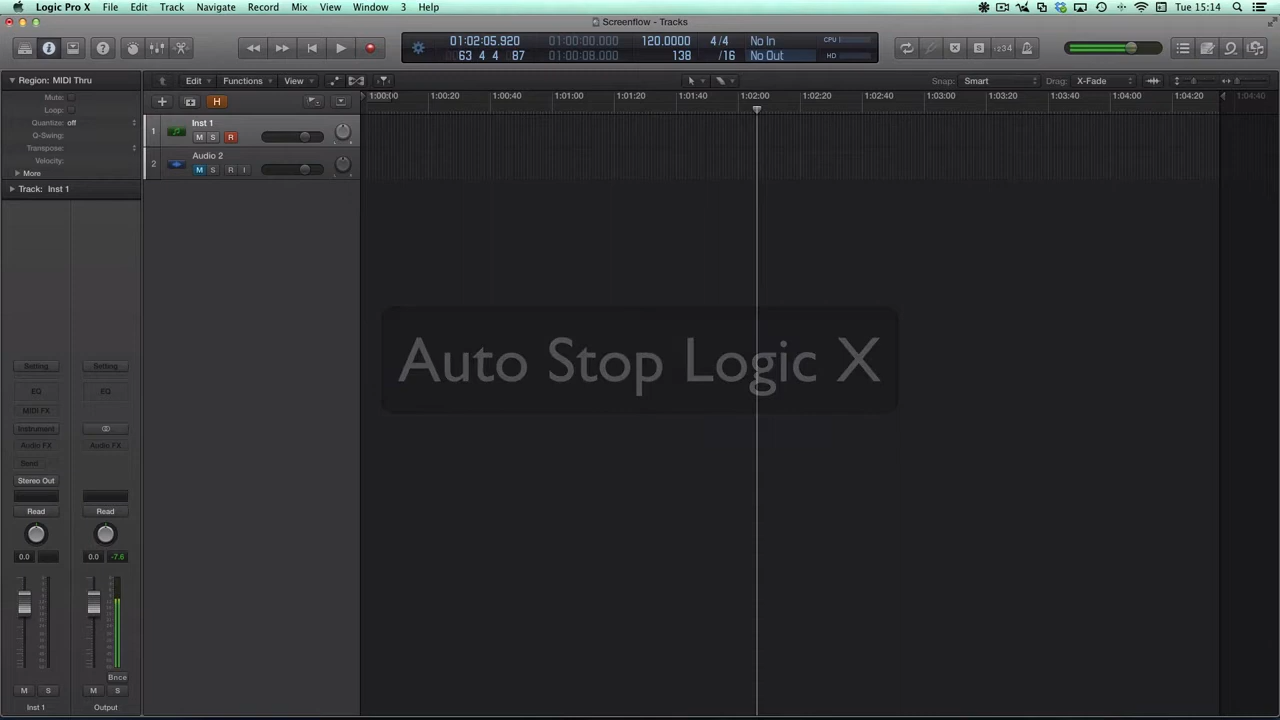 Logic Pro X File Edit Track Navigate Record Mix View Window 3 Help Tue 15:14
Screenflow - Tracks
01:02:05.920 01:00:00.000 120.0000 4/4 No In CPU
63 4 4 87 01:00:08.000 138 /16 No Out HD
1234
Region: MIDI Thru Edit Functions View Snap: Smart Drag: X-Fade
Mute:
Loop:
Quantize: off
Q-Swing:
Transpose:
Velocity:
More
Track: Inst 1
H
1:00:00 1:00:20 1:00:40 1:01:00 1:01:20 1:01:40 1:02:00 1:02:20 1:02:40 1:03:00 1:03:20 1:03:40 1:04:00 1:04:20 1:04:40
1 Inst 1
M S R
2 Audio 2
M S R I
Auto Stop Logic X
Setting Setting
EQ EQ
MIDI FX
Instrument
Audio FX Audio FX
Send
Stereo Out
Read Read
0.0 0.0 -7.6
Bnce
M S M S
Inst 1 Output